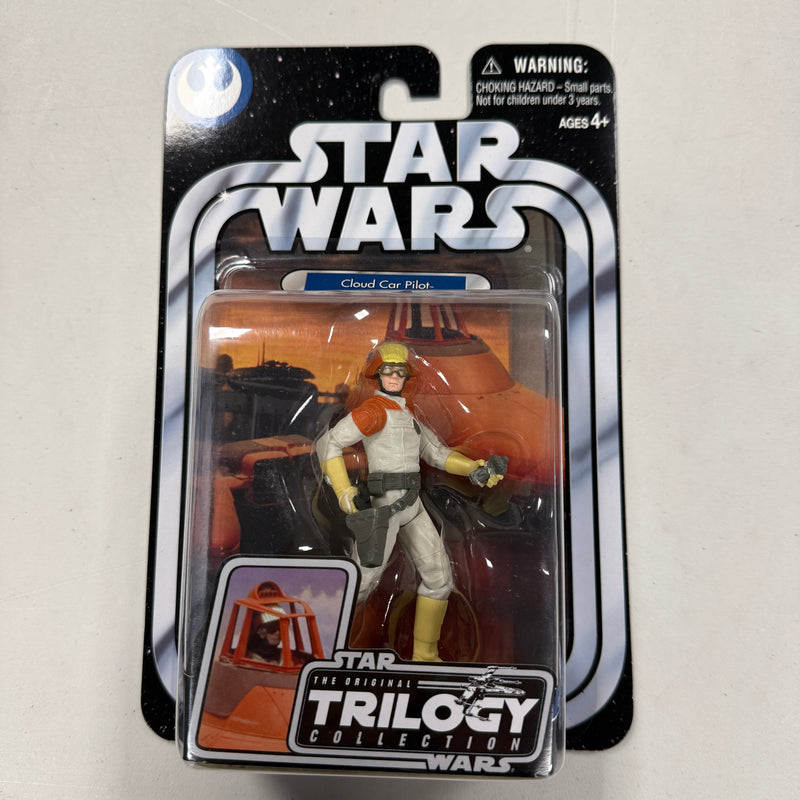 WARNING:
CHOKING HAZARD – Small parts.
Not for children under 3 years.
AGES 4+
STAR
WARS®
Cloud Car Pilot™
STAR
THE ORIGINAL
TRILOGY
COLLECTION
WARS